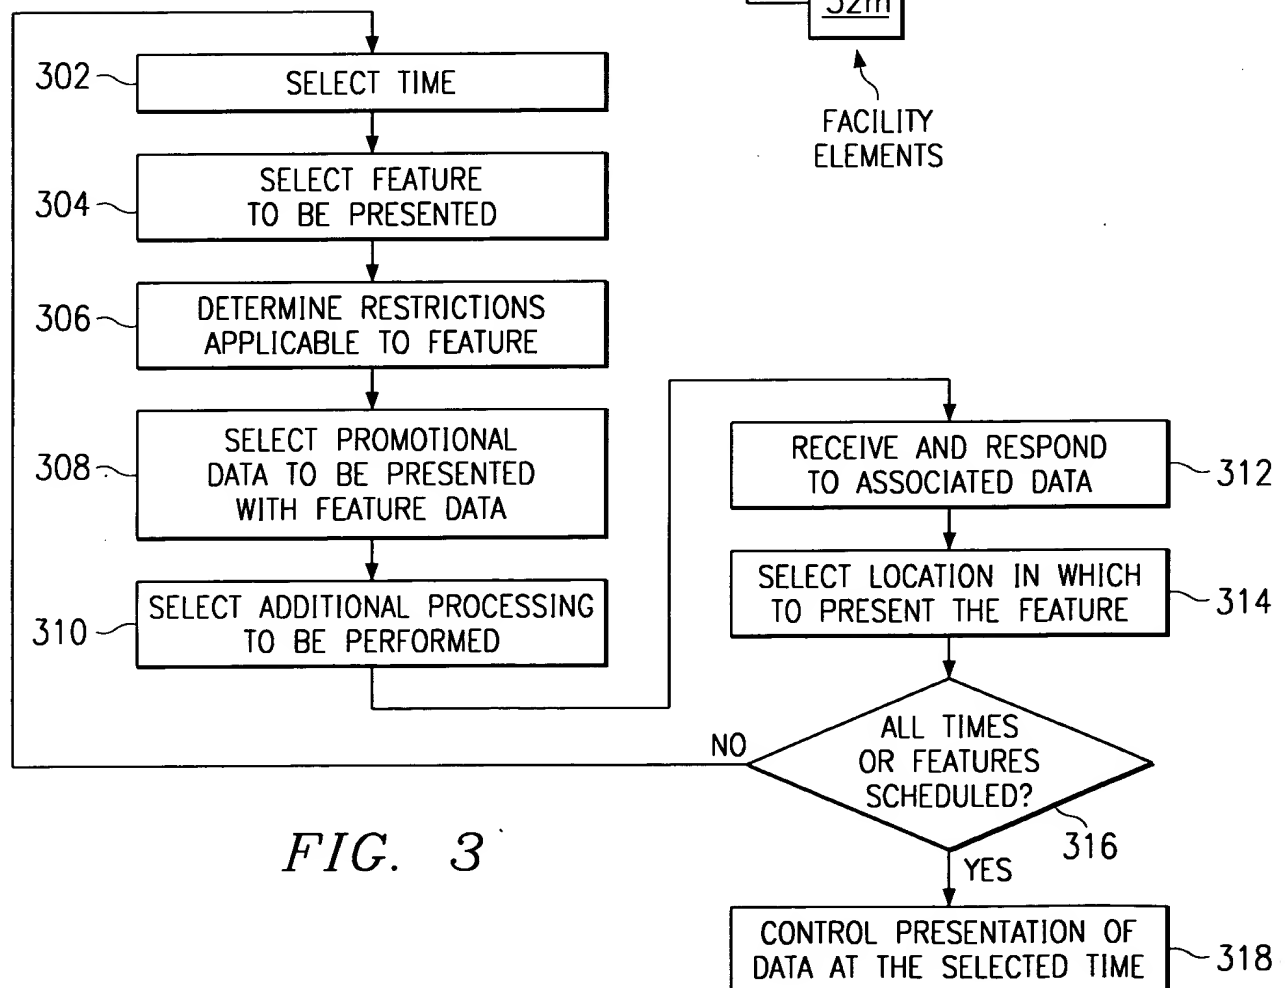 32m
FACILITY
ELEMENTS
302
SELECT TIME
304
SELECT FEATURE
TO BE PRESENTED
306
DETERMINE RESTRICTIONS
APPLICABLE TO FEATURE
308
SELECT PROMOTIONAL
DATA TO BE PRESENTED
WITH FEATURE DATA
310
SELECT ADDITIONAL PROCESSING
TO BE PERFORMED
RECEIVE AND RESPOND
TO ASSOCIATED DATA
312
SELECT LOCATION IN WHICH
TO PRESENT THE FEATURE
314
ALL TIMES
OR FEATURES
SCHEDULED?
316
NO
YES
CONTROL PRESENTATION OF
DATA AT THE SELECTED TIME
318
FIG. 3